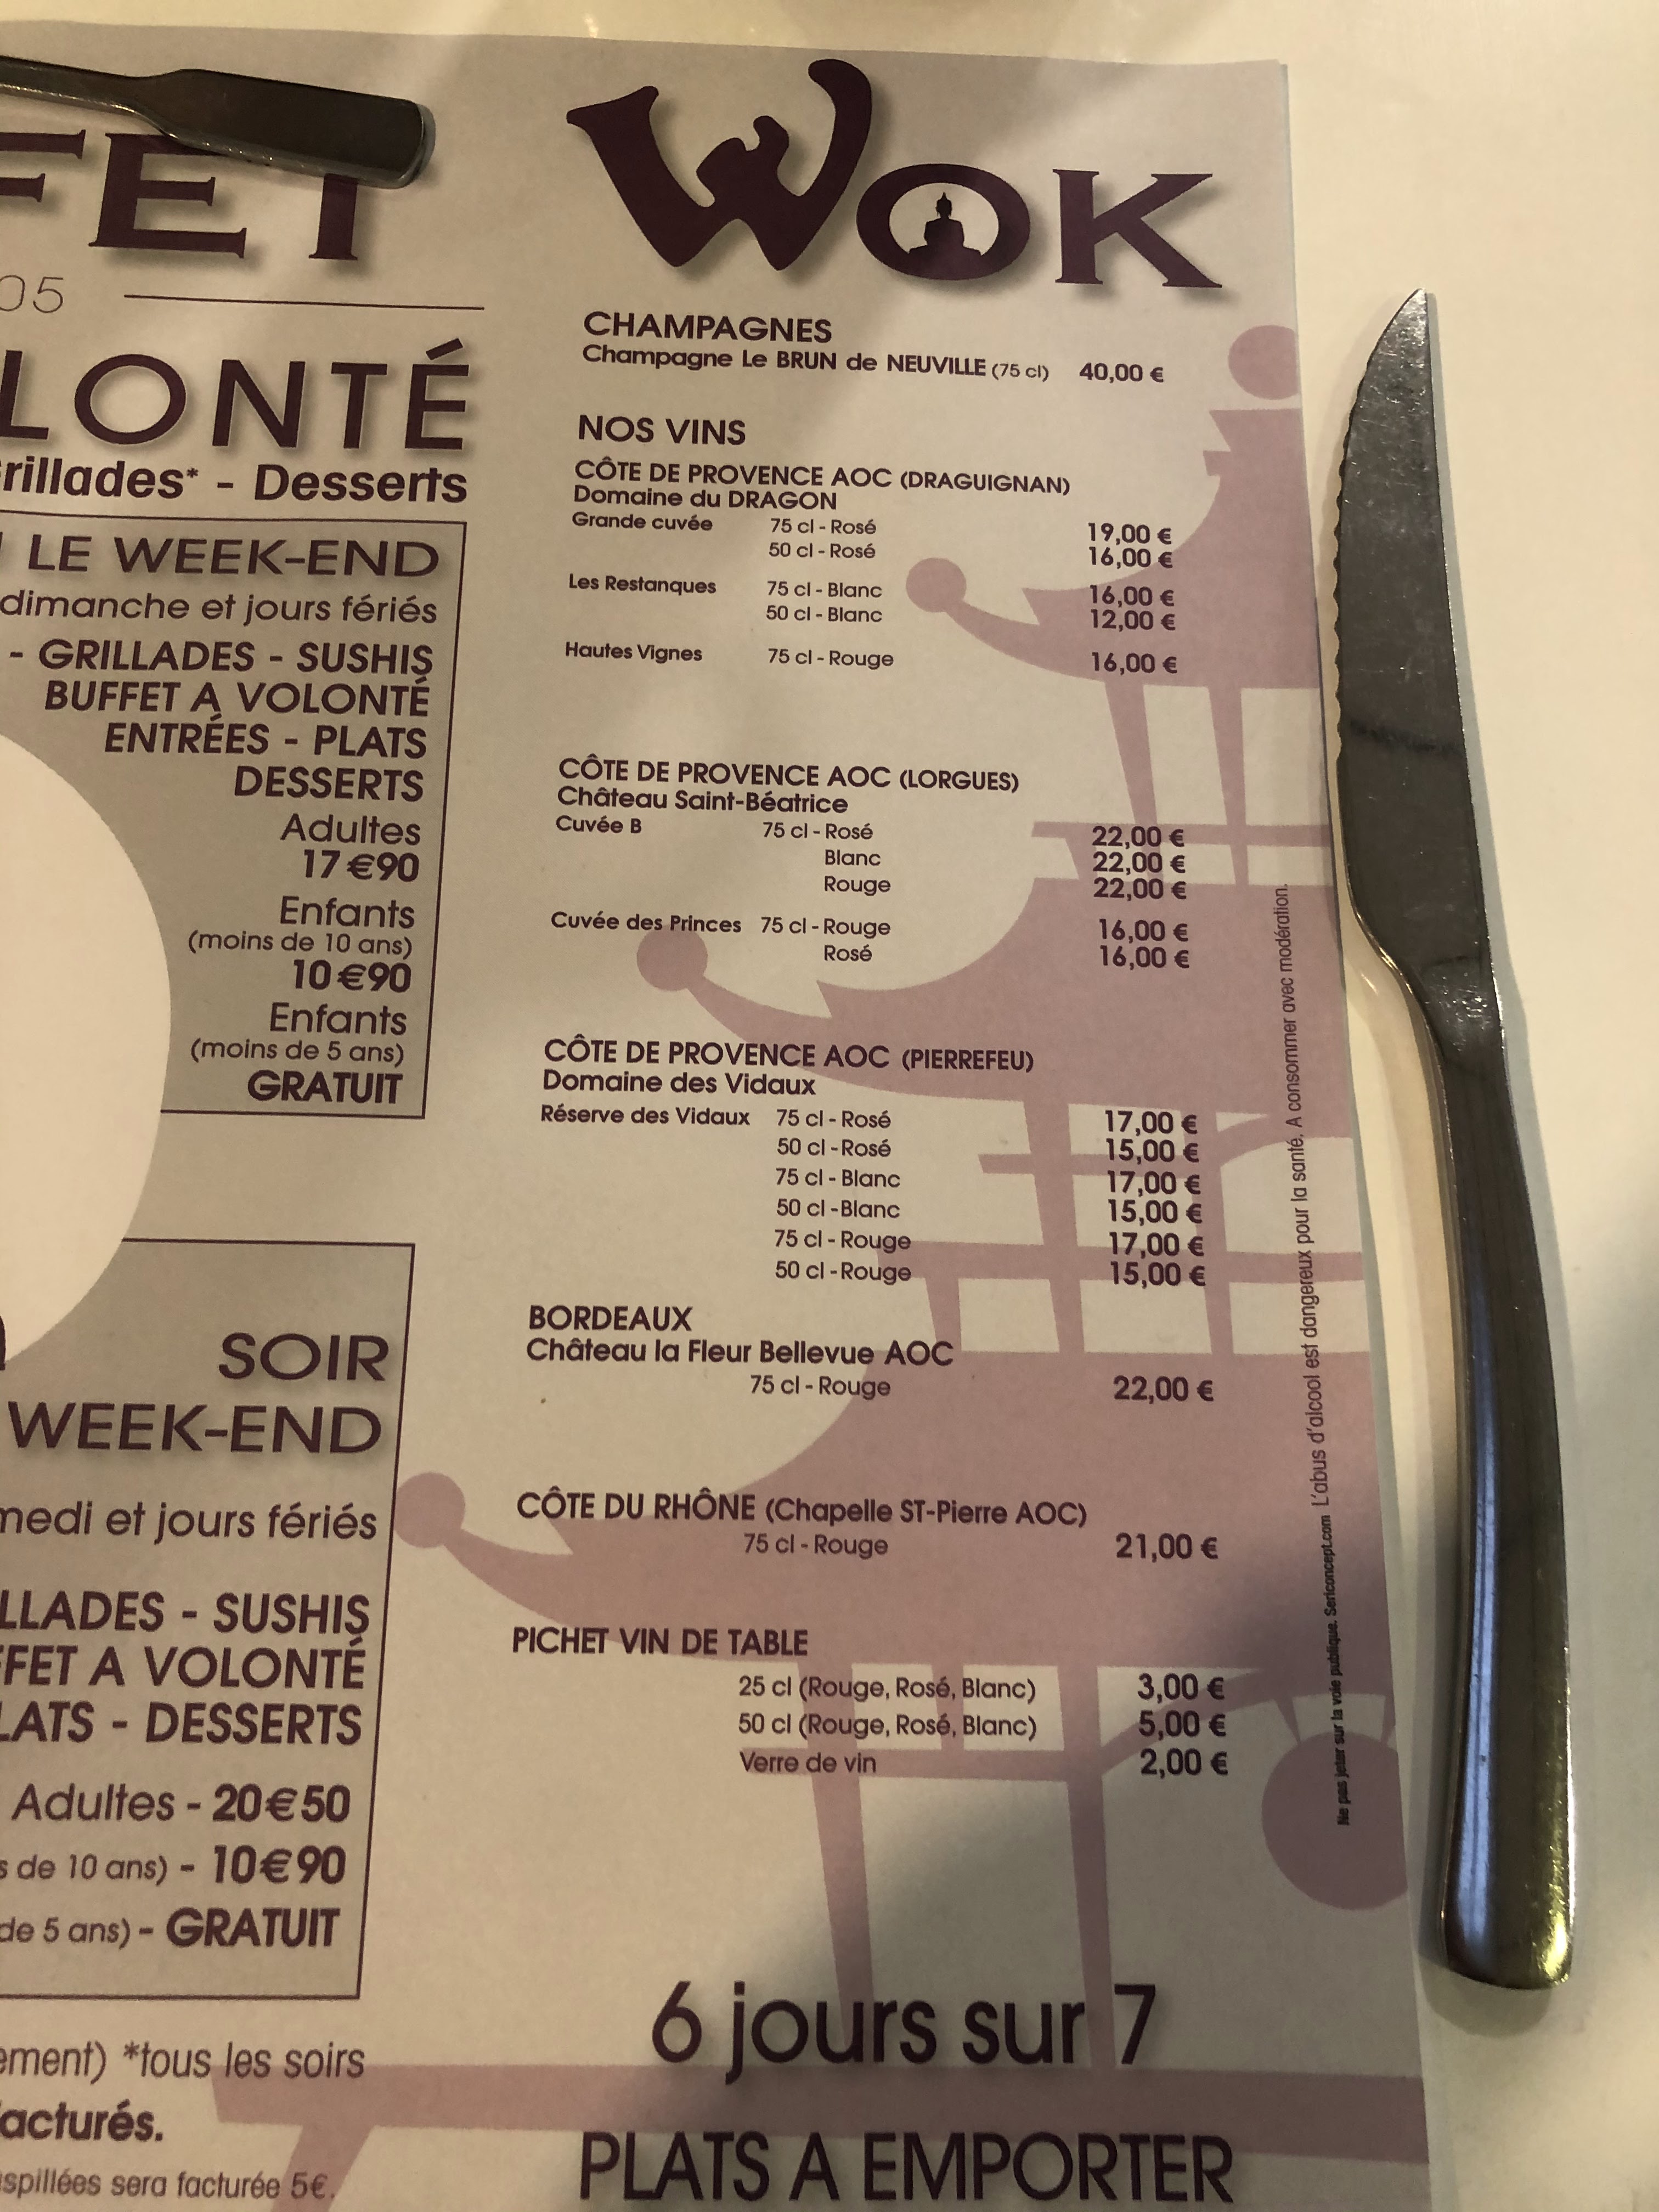 05
LONTÉ
Grillades* - Desserts
LE WEEK-END
dimanche et jours fériés
- GRILLADES - SUSHIS
BUFFET A VOLONTÉ
ENTRÉES - PLATS
DESSERTS
Adultes
17 €90
Enfants
(moins de 10 ans)
10 €90
Enfants
(moins de 5 ans)
GRATUIT
SOIR
WEEK-END
medi et jours fériés
LLADES - SUSHIS
FET A VOLONTÉ
LATS - DESSERTS
Adultes - 20€50
s de 10 ans) - 10€90
de 5 ans) - GRATUIT
ement) *tous les soirs
facturés.
spillées sera facturée 5€.
WOK
CHAMPAGNES
Champagne Le BRUN de NEUVILLE (75 cl) 40,00 €
NOS VINS
CÔTE DE PROVENCE AOC (DRAGUIGNAN)
Domaine du DRAGON
Grande cuvée 75 cl - Rosé 19,00 €
50 cl - Rosé 16,00 €
Les Restanques 75 cl - Blanc 16,00 €
50 cl - Blanc 12,00 €
Hautes Vignes 75 cl - Rouge 16,00 €
CÔTE DE PROVENCE AOC (LORGUES)
Château Saint-Béatrice
Cuvée B 75 cl - Rosé 22,00 €
Blanc 22,00 €
Rouge 22,00 €
Cuvée des Princes 75 cl - Rouge 16,00 €
Rosé 16,00 €
CÔTE DE PROVENCE AOC (PIERREFEU)
Domaine des Vidaux
Réserve des Vidaux 75 cl - Rosé 17,00 €
50 cl - Rosé 15,00 €
75 cl - Blanc 17,00 €
50 cl - Blanc 15,00 €
75 cl - Rouge 17,00 €
50 cl - Rouge 15,00 €
BORDEAUX
Château la Fleur Bellevue AOC
75 cl - Rouge 22,00 €
CÔTE DU RHÔNE (Chapelle ST-Pierre AOC)
75 cl - Rouge 21,00 €
PICHET VIN DE TABLE
25 cl (Rouge, Rosé, Blanc) 3,00 €
50 cl (Rouge, Rosé, Blanc) 5,00 €
Verre de vin 2,00 €
6 jours sur 7
PLATS A EMPORTER
Ne pas jeter sur la voie publique. Sericoncept.com L'abus d'alcool est dangereux pour la santé. A consommer avec modération.